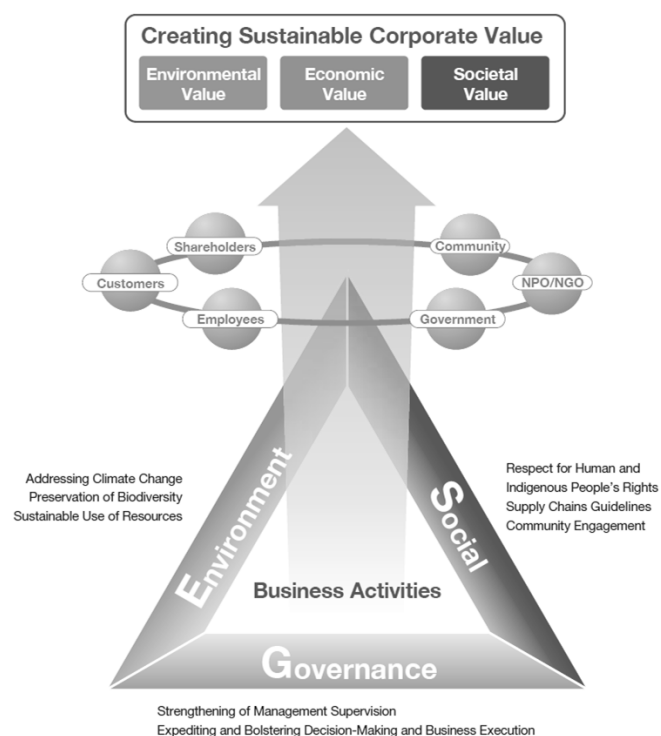 Creating Sustainable Corporate Value
Environmental
Value
Economic
Value
Societal
Value
Shareholders
Community
Customers
NPO/NGO
Employees
Government
Addressing Climate Change
Preservation of Biodiversity
Sustainable Use of Resources
Environment
Social
Respect for Human and
Indigenous People's Rights
Supply Chains Guidelines
Community Engagement
Business Activities
Governance
Strengthening of Management Supervision
Expediting and Bolstering Decision-Making and Business Execution